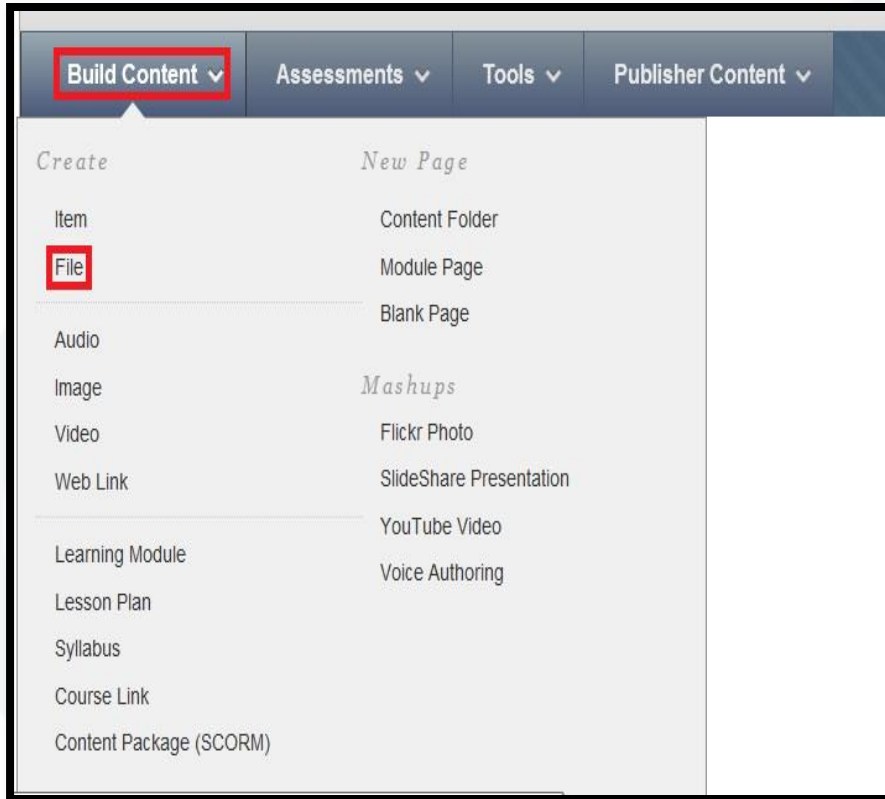 Build Content Assessments Tools Publisher Content
Create
Item
File
Audio
Image
Video
Web Link
Learning Module
Lesson Plan
Syllabus
Course Link
Content Package (SCORM)
New Page
Content Folder
Module Page
Blank Page
Mashups
Flickr Photo
SlideShare Presentation
YouTube Video
Voice Authoring